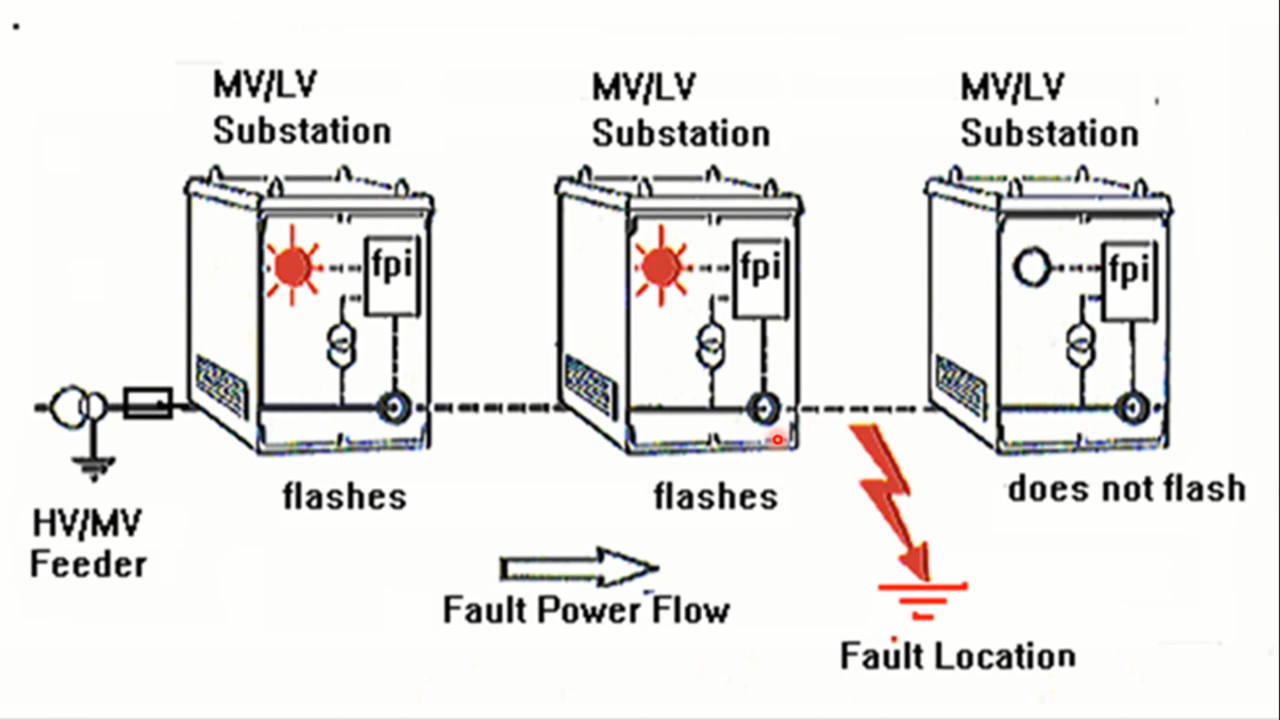 MV/LV
Substation
MV/LV
Substation
MV/LV
Substation
fpi
fpi
fpi
flashes
flashes
does not flash
HV/MV
Feeder
Fault Power Flow
Fault Location